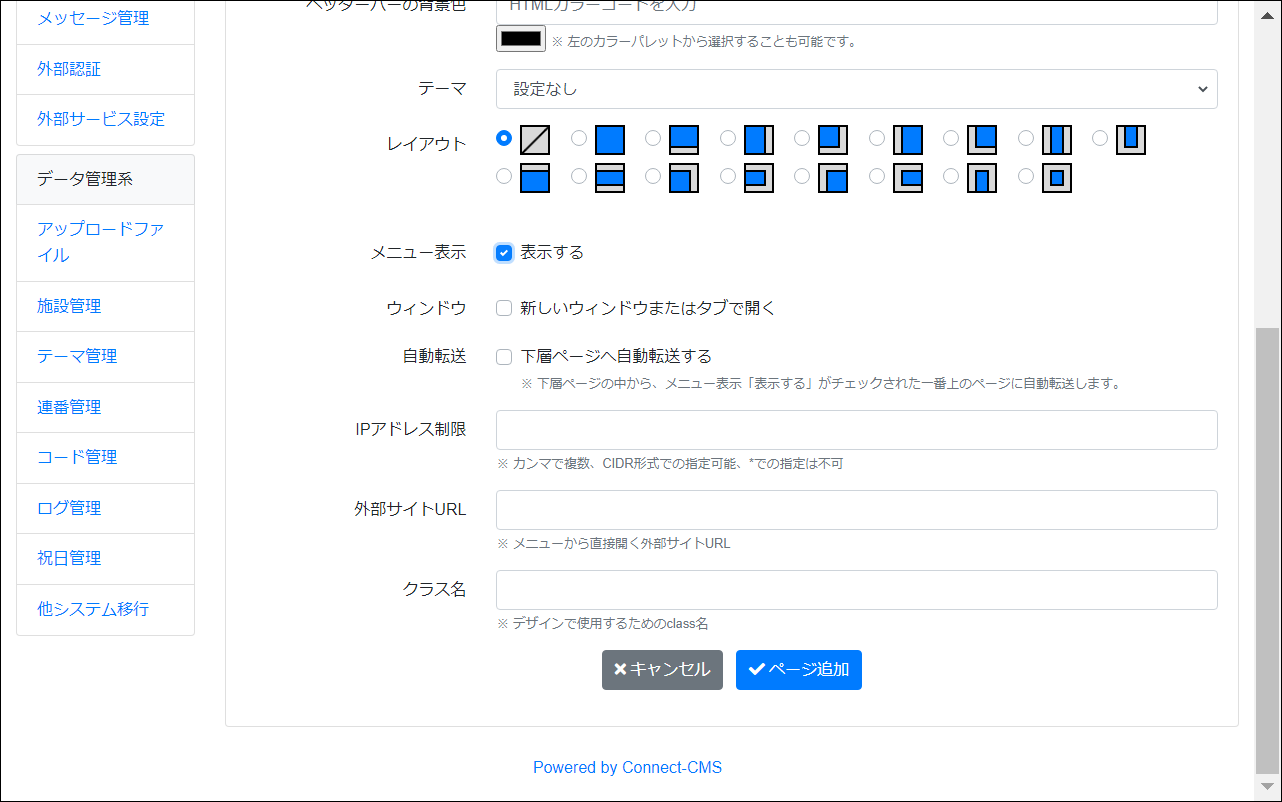 メッセージ管理
外部認証
外部サービス設定
データ管理系
アップロードファ
イル
施設管理
テーマ管理
連番管理
コード管理
ログ管理
祝日管理
他システム移行
ヘッダーバーの背景色
HTMLカラーコードを入力
※ 左のカラーパレットから選択することも可能です。
テーマ
設定なし
レイアウト
メニュー表示
表示する
ウィンドウ
新しいウィンドウまたはタブで開く
自動転送
下層ページへ自動転送する
※ 下層ページの中から、メニュー表示「表示する」がチェックされた一番上のページに自動転送します。
IPアドレス制限
※ カンマで複数、CIDR形式での指定可能、*での指定は不可
外部サイトURL
※ メニューから直接開く外部サイトURL
クラス名
※ デザインで使用するためのclass名
キャンセル
ページ追加
Powered by Connect-CMS